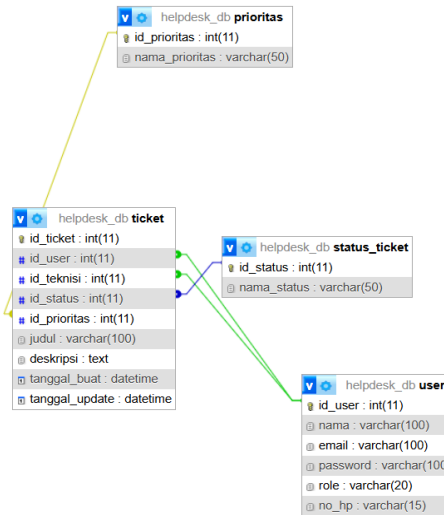 v helpdesk_db prioritas
id_prioritas : int(11)
nama_prioritas : varchar(50)
v helpdesk_db ticket
id_ticket : int(11)
# id_user : int(11)
# id_teknisi : int(11)
# id_status : int(11)
# id_prioritas : int(11)
judul : varchar(100)
deskripsi : text
tanggal_buat : datetime
tanggal_update : datetime
v helpdesk_db status_ticket
id_status : int(11)
nama_status : varchar(50)
v helpdesk_db user
id_user : int(11)
nama : varchar(100)
email : varchar(100)
password : varchar(100
role : varchar(20)
no_hp : varchar(15)